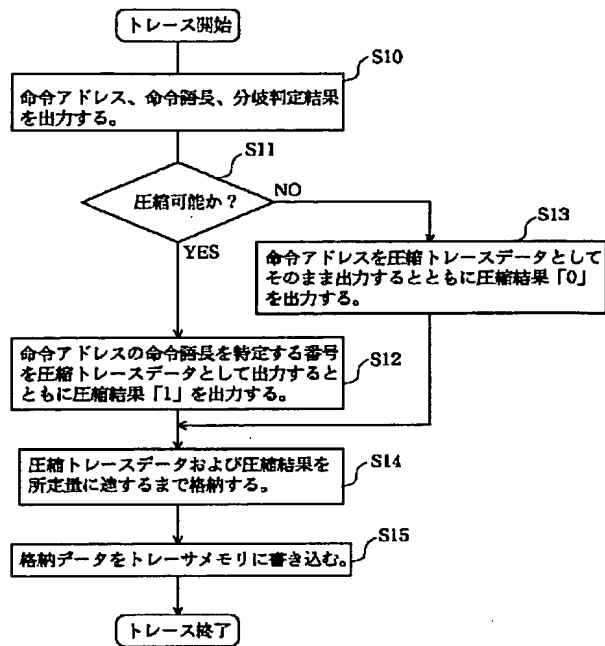 トレース開始
S10
命令アドレス、命令語長、分岐判定結果
を出力する。
S11
圧縮可能か?
NO
YES
S13
命令アドレスを圧縮トレースデータとして
そのまま出力するとともに圧縮結果「0」
を出力する。
命令アドレスの命令語長を特定する番号
を圧縮トレースデータとして出力すると
ともに圧縮結果「1」を出力する。
S12
圧縮トレースデータおよび圧縮結果を
所定量に達するまで格納する。
S14
S15
格納データをトレーサメモリに書き込む。
トレース終了